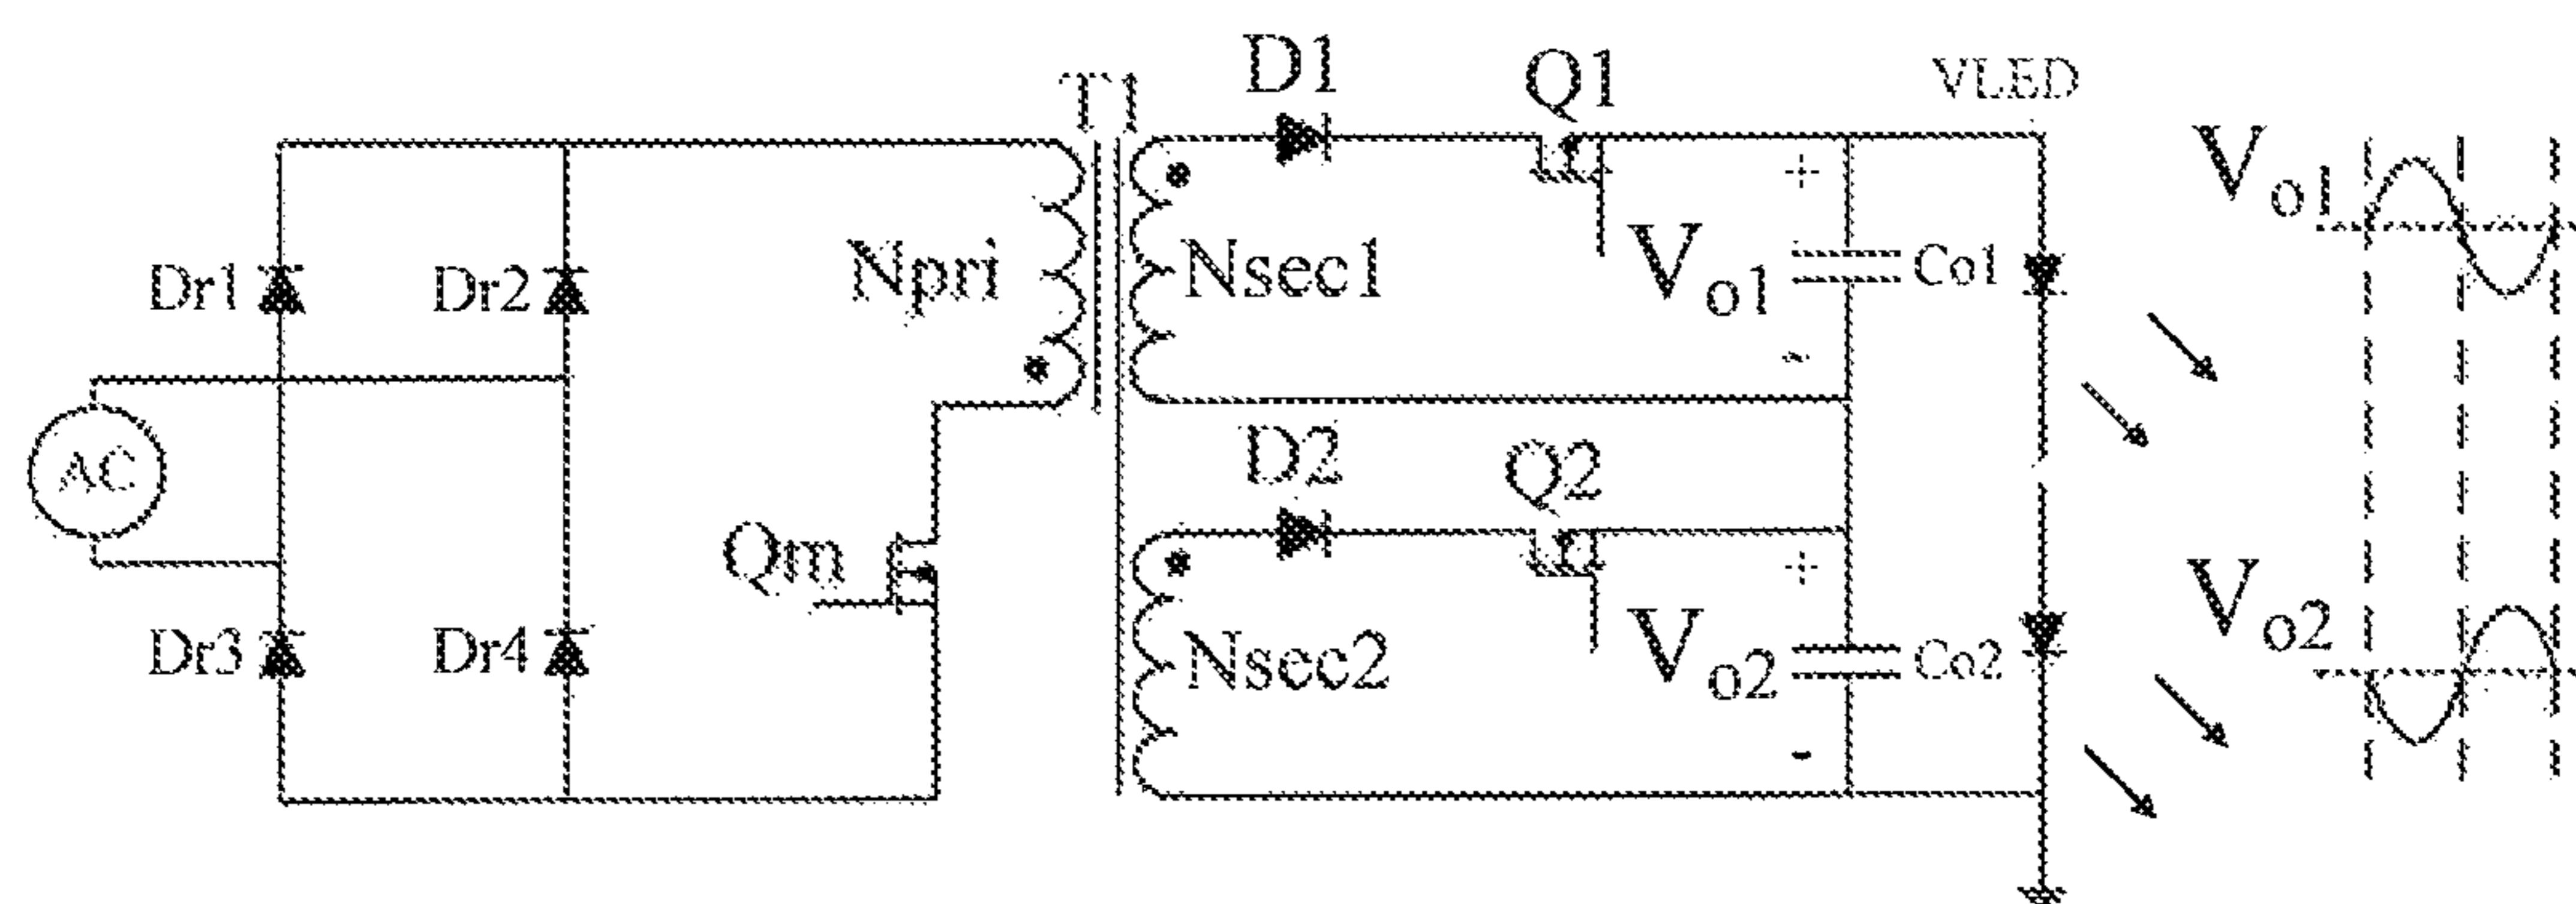 T1
D1
Q1
VLED
Vo1
Dr1
Dr2
Npri
Nsec1
+
Vo1
Co1
-
AC
D2
Q2
Qm
+
Vo2
Dr3
Dr4
Nsec2
Vo2
Co2
-